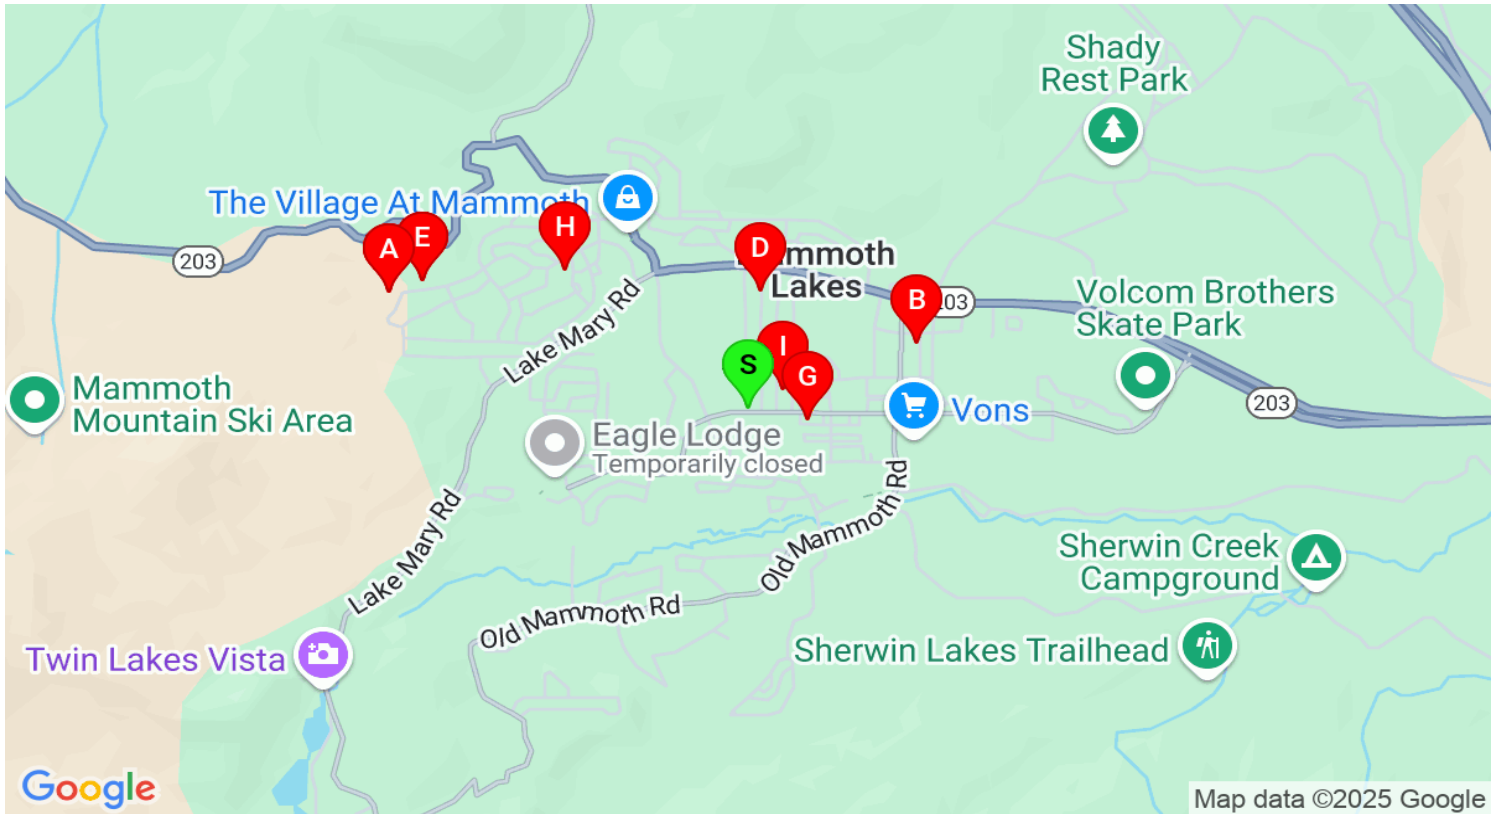 Shady
Rest Park
The Village At Mammoth
203
A
E
H
D
mmoth
Lakes
B
03
Volcom Brothers
Skate Park
Lake Mary Rd
I
S
G
Mammoth
Mountain Ski Area
Vons
203
Eagle Lodge
Temporarily closed
Lake Mary Rd
Old Mammoth Rd
Sherwin Creek
Campground
Old Mammoth Rd
Twin Lakes Vista
Sherwin Lakes Trailhead
Google
Map data ©2025 Google